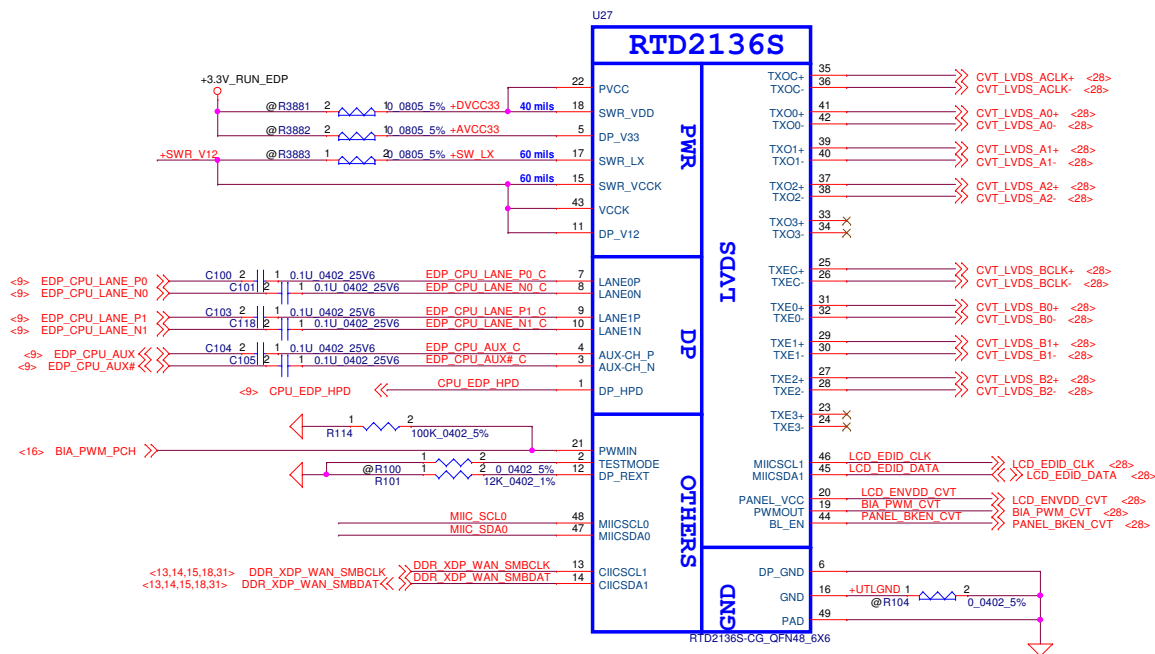 U27
RTD2136S
+3.3V_RUN_EDP
22 PVCC
@R3881 2 1 0_0805_5% +DVCC33 40 mils 18 SWR_VDD
@R3882 2 1 0_0805_5% +AVCC33 5 DP_V33
+SWR_V12 @R3883 1 2 0_0805_5% +SW_LX 60 mils 17 SWR_LX
60 mils 15 SWR_VCCK
43 VCCK
11 DP_V12
PWR
<9> EDP_CPU_LANE_P0 C100 2 1 0.1U_0402_25V6 EDP_CPU_LANE_P0_C 7 LANE0P
<9> EDP_CPU_LANE_N0 C101 2 1 0.1U_0402_25V6 EDP_CPU_LANE_N0_C 8 LANE0N
<9> EDP_CPU_LANE_P1 C103 2 1 0.1U_0402_25V6 EDP_CPU_LANE_P1_C 9 LANE1P
<9> EDP_CPU_LANE_N1 C118 2 1 0.1U_0402_25V6 EDP_CPU_LANE_N1_C 10 LANE1N
<9> EDP_CPU_AUX C104 2 1 0.1U_0402_25V6 EDP_CPU_AUX_C 4 AUX-CH_P
<9> EDP_CPU_AUX# C105 2 1 0.1U_0402_25V6 EDP_CPU_AUX#_C 3 AUX-CH_N
<9> CPU_EDP_HPD CPU_EDP_HPD 1 DP_HPD
DP
R114 1 2 100K_0402_5%
<16> BIA_PWM_PCH 21 PWMIN
@R100 1 2 0_0402_5% 2 TESTMODE
R101 1 2 12K_0402_1% 12 DP_REXT
MIIC_SCL0 48 MIICSCL0
MIIC_SDA0 47 MIICSDA0
<13,14,15,18,31> DDR_XDP_WAN_SMBCLK DDR_XDP_WAN_SMBCLK 13 CIICSCL1
<13,14,15,18,31> DDR_XDP_WAN_SMBDAT DDR_XDP_WAN_SMBDAT 14 CIICSDA1
OTHERS
LVDS
TXOC+ 35 CVT_LVDS_ACLK+ <28>
TXOC- 36 CVT_LVDS_ACLK- <28>
TXO0+ 41 CVT_LVDS_A0+ <28>
TXO0- 42 CVT_LVDS_A0- <28>
TXO1+ 39 CVT_LVDS_A1+ <28>
TXO1- 40 CVT_LVDS_A1- <28>
TXO2+ 37 CVT_LVDS_A2+ <28>
TXO2- 38 CVT_LVDS_A2- <28>
TXO3+ 33
TXO3- 34
TXEC+ 25 CVT_LVDS_BCLK+ <28>
TXEC- 26 CVT_LVDS_BCLK- <28>
TXE0+ 31 CVT_LVDS_B0+ <28>
TXE0- 32 CVT_LVDS_B0- <28>
TXE1+ 29 CVT_LVDS_B1+ <28>
TXE1- 30 CVT_LVDS_B1- <28>
TXE2+ 27 CVT_LVDS_B2+ <28>
TXE2- 28 CVT_LVDS_B2- <28>
TXE3+ 23
TXE3- 24
MIICSCL1 46 LCD_EDID_CLK LCD_EDID_CLK <28>
MIICSDA1 45 LCD_EDID_DATA LCD_EDID_DATA <28>
PANEL_VCC 20 LCD_ENVDD_CVT LCD_ENVDD_CVT <28>
PWMOUT 19 BIA_PWM_CVT BIA_PWM_CVT <28>
BL_EN 44 PANEL_BKEN_CVT PANEL_BKEN_CVT <28>
GND
DP_GND 6
GND 16 +UTLGND @R104 1 2 0_0402_5%
PAD 49
RTD2136S-CG_QFN48_6X6